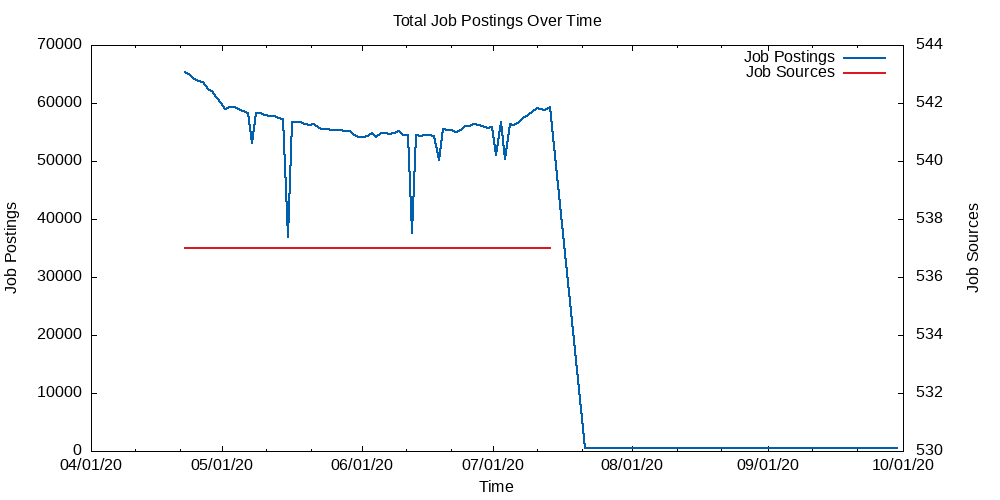 Total Job Postings Over Time
Job Postings
Job Sources
70000
60000
50000
40000
30000
20000
10000
0
544
542
540
538
536
534
532
530
Job Postings
Job Sources
04/01/20 05/01/20 06/01/20 07/01/20 08/01/20 09/01/20 10/01/20
Time